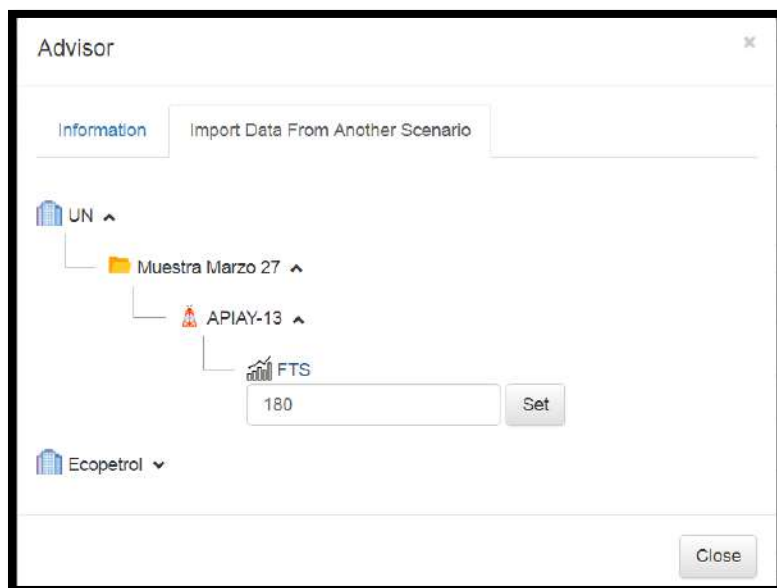 Advisor
×
Information
Import Data From Another Scenario
UN
Muestra Marzo 27
APIAY-13
FTS
180
Set
Ecopetrol
Close